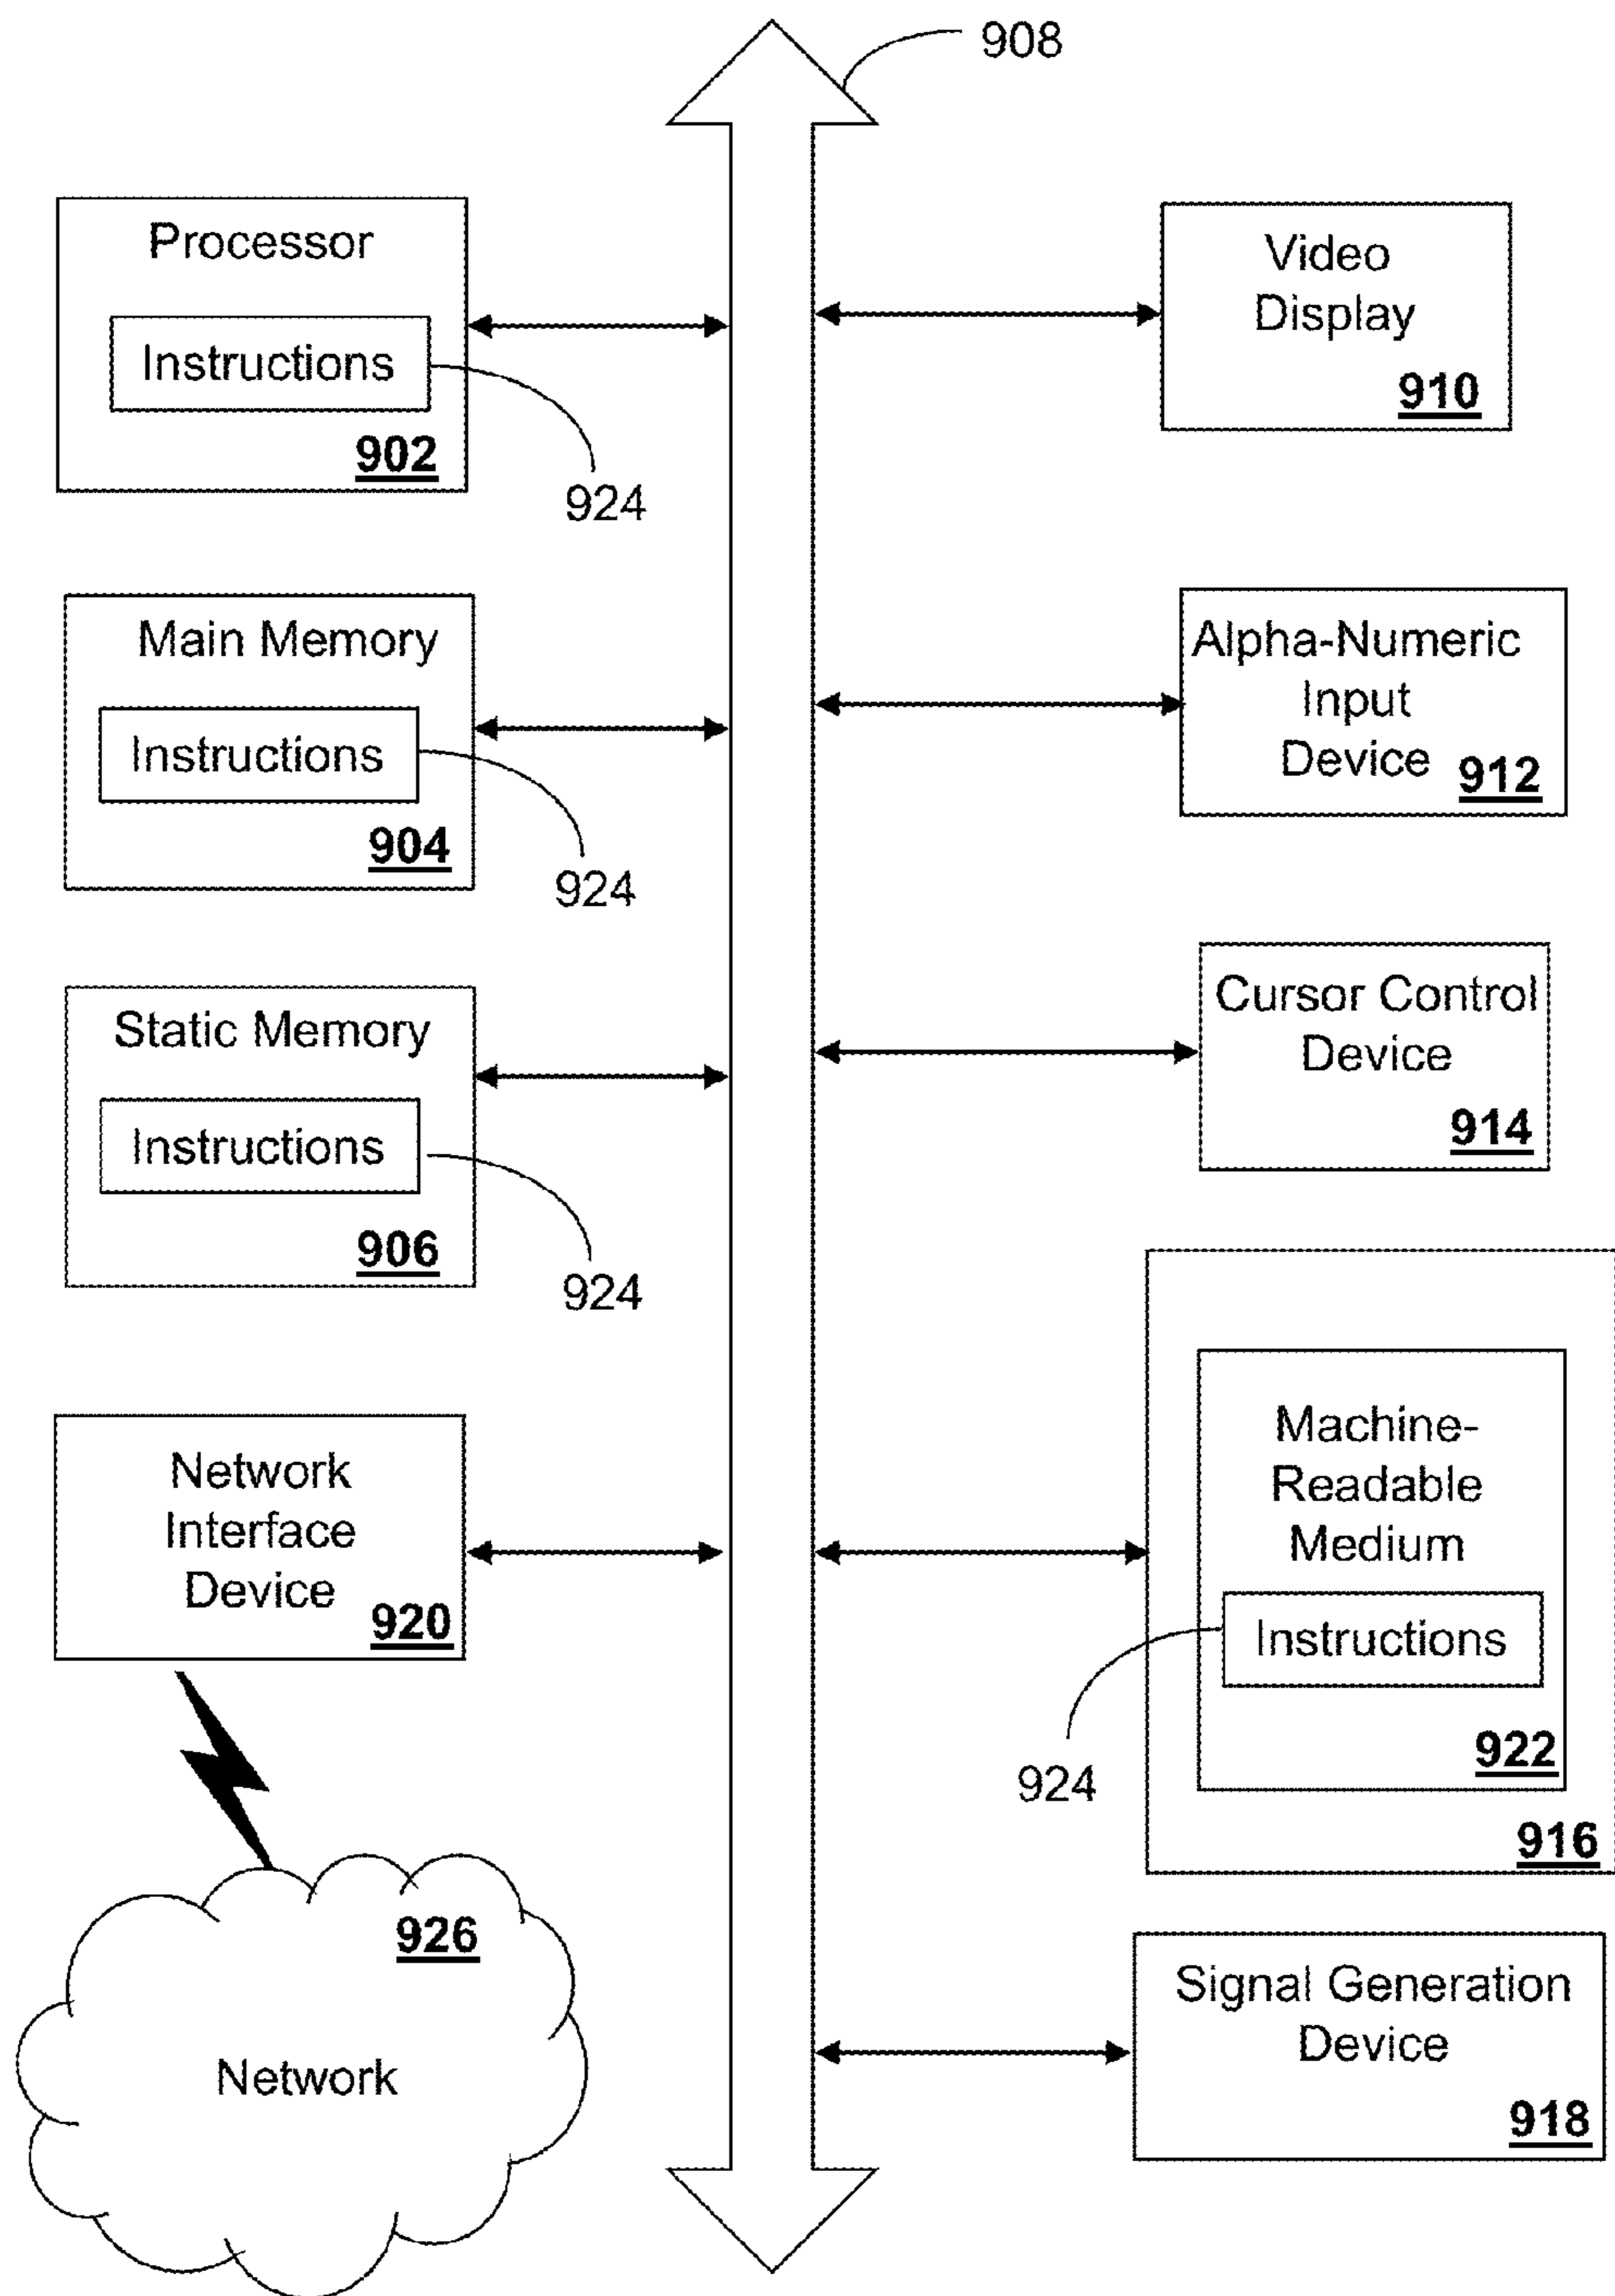 908
Processor
Instructions
902
924
Main Memory
Instructions
904
924
Static Memory
Instructions
906
924
Network
Interface
Device
920
926
Network
Video
Display
910
Alpha-Numeric
Input
Device
912
Cursor Control
Device
914
Machine-
Readable
Medium
Instructions
922
924
916
Signal Generation
Device
918